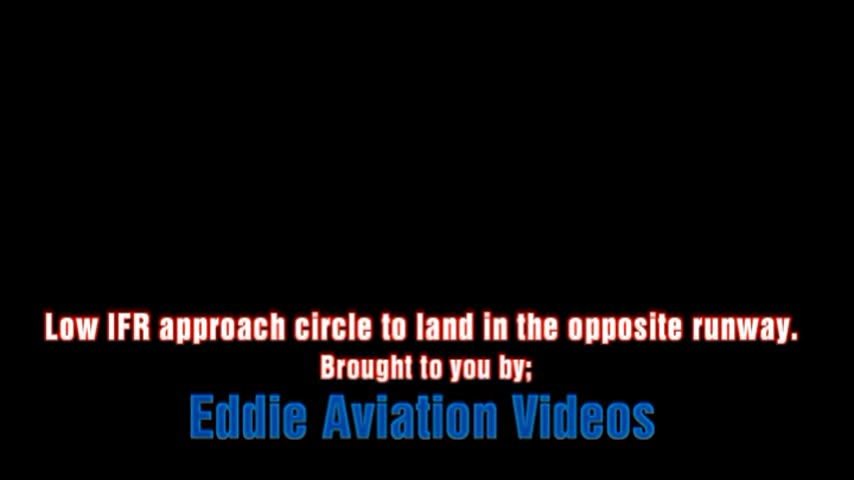 Low IFR approach circle to land in the opposite runway.
Brought to you by;
Eddie Aviation Videos